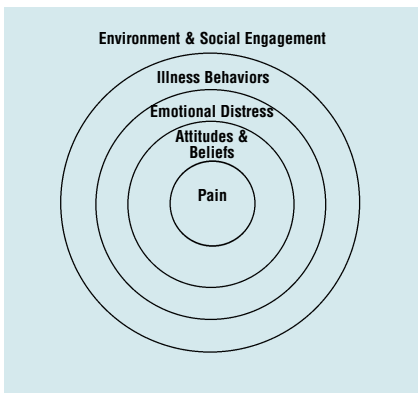 Environment & Social Engagement
Illness Behaviors
Emotional Distress
Attitudes &
Beliefs
Pain